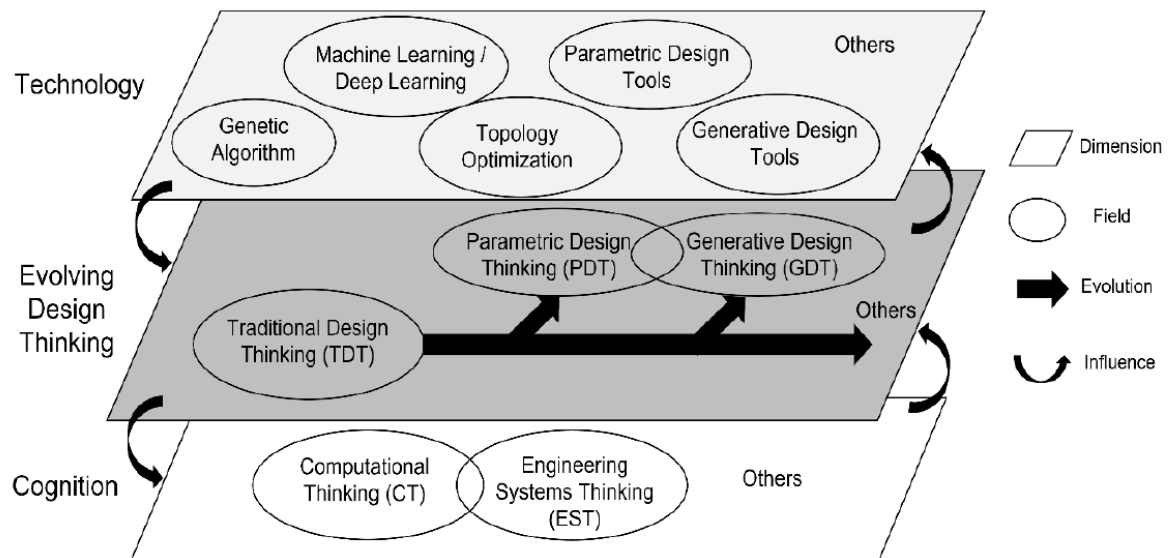 Technology
Machine Learning /
Deep Learning
Parametric Design
Tools
Others
Genetic
Algorithm
Topology
Optimization
Generative Design
Tools
Evolving
Design
Thinking
Parametric Design
Thinking (PDT)
Generative Design
Thinking (GDT)
Traditional Design
Thinking (TDT)
Others
Cognition
Computational
Thinking (CT)
Engineering
Systems Thinking
(EST)
Others
Dimension
Field
Evolution
Influence